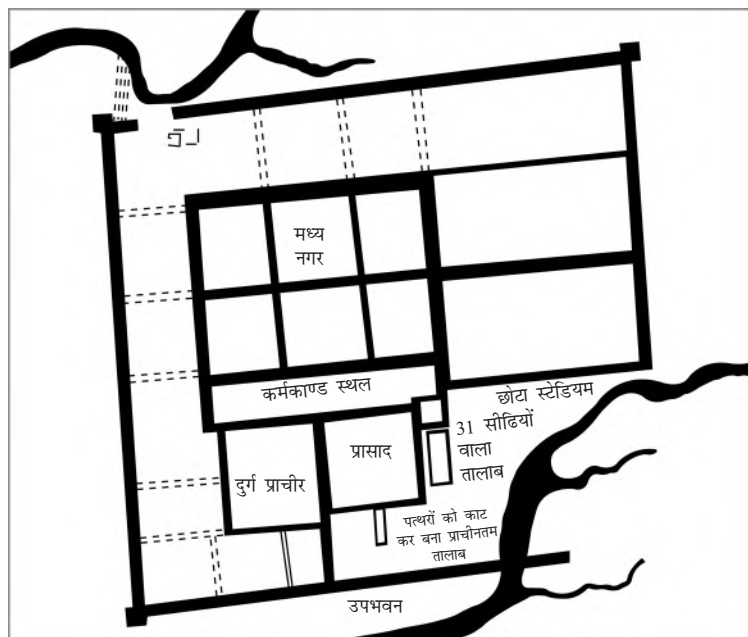 मध्य
नगर
कर्मकाण्ड स्थल
छोटा स्टेडियम
31 सीढियों
वाला
तालाब
प्रासाद
दुर्ग प्राचीर
पत्थरों को काट
कर बना प्राचीनतम
तालाब
उपभवन